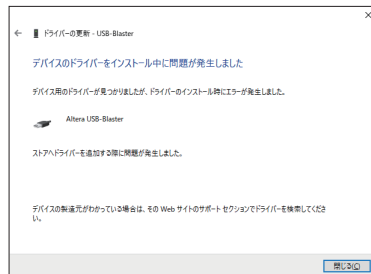 ドライバーの更新 - USB-Blaster
デバイスのドライバーをインストール中に問題が発生しました
デバイス用のドライバーが見つかりましたが、ドライバーのインストール時にエラーが発生しました。
Altera USB-Blaster
ストアへドライバーを追加する際に問題が発生しました。
デバイスの製造元がわかっている場合は、その Web サイトのサポート セクションでドライバーを検索してくださ
い。
閉じる(C)